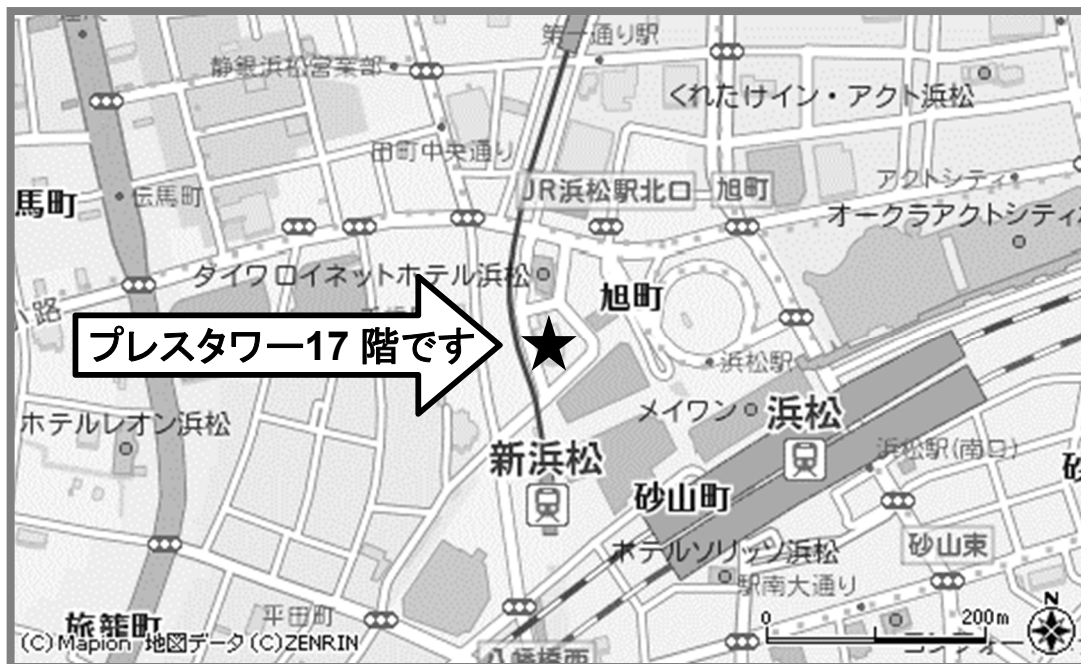 第一通り駅
静銀浜松営業部
くれたけイン・アクト浜松
田町中央通り
JR浜松駅北口
旭町
アクトシティ
馬町
伝馬町
オークラアクトシティ
ダイワロイネットホテル浜松
旭町
小路
プレスタワー17 階です
浜松駅
メイワン
浜松
ホテルレオン浜松
新浜松
浜松駅(南口)
砂山町
砂
ホテルソリッソ浜松
砂山東
駅南大通り
平田町
旅籠町
N
0
200m
(C)Mapion 地図データ (C)ZENRIN
八幡橋西